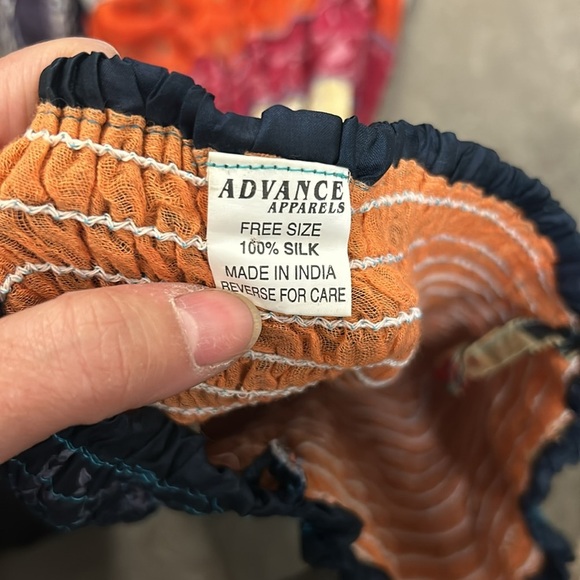 ADVANCE
APPARELS
FREE SIZE
100% SILK
MADE IN INDIA
REVERSE FOR CARE